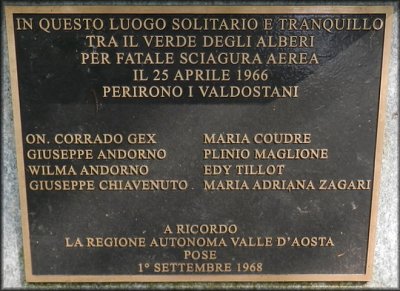 IN QUESTO LUOGO SOLITARIO E TRANQUILLO
TRA IL VERDE DEGLI ALBERI
PER FATALE SCIAGURA AEREA
IL 25 APRILE 1966
PERIRONO I VALDOSTANI
ON. CORRADO GEX MARIA COUDRE
GIUSEPPE ANDORNO PLINIO MAGLIONE
WILMA ANDORNO EDY TILLOT
GIUSEPPE CHIAVENUTO MARIA ADRIANA ZAGARI
A RICORDO
LA REGIONE AUTONOMA VALLE D'AOSTA
POSE
1° SETTEMBRE 1968